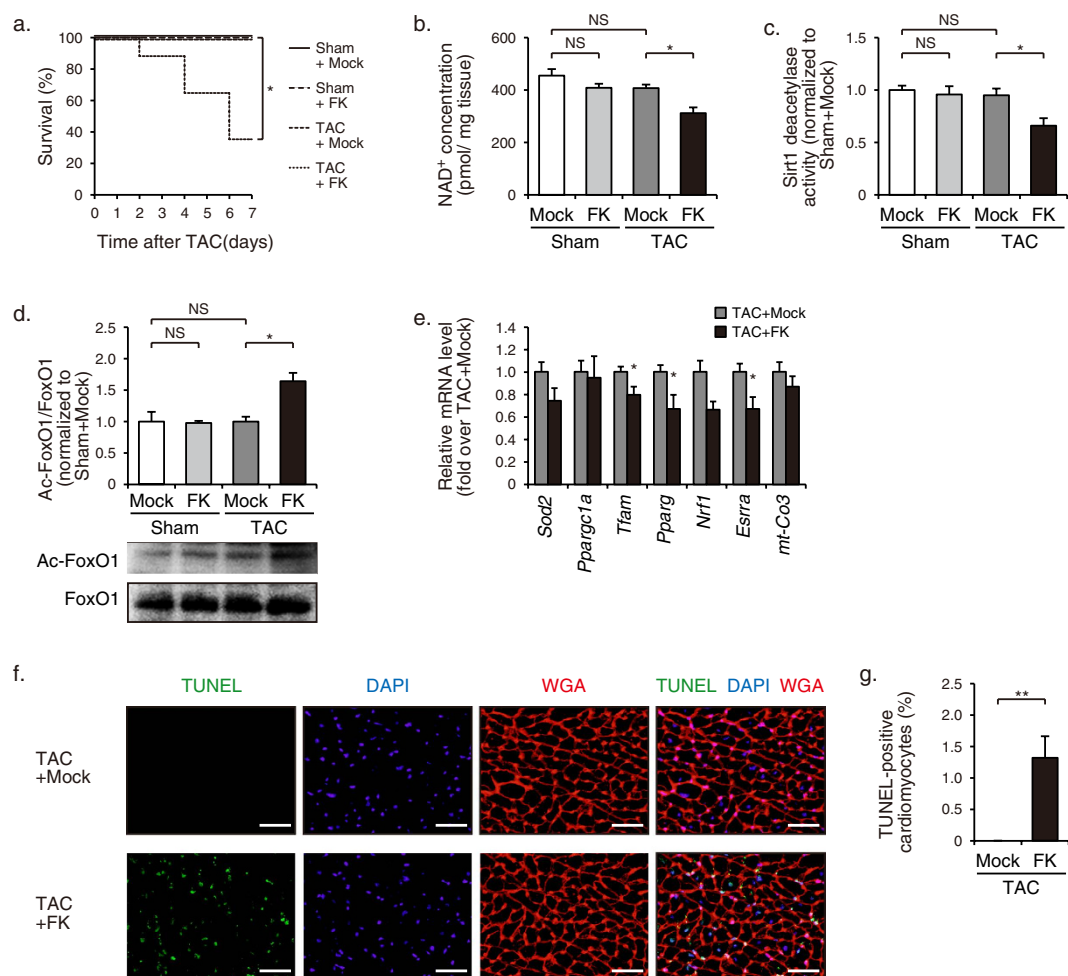 a.
100
80
60
40
20
0
Survival (%)
0 1 2 3 4 5 6 7
Time after TAC(days)
*
Sham
+ Mock
Sham
+ FK
TAC
+ Mock
TAC
+ FK
b.
NS
NS
*
600
400
200
0
NAD+ concentration
(pmol/ mg tissue)
Mock FK Mock FK
Sham TAC
c.
NS
NS
*
1.5
1.0
0.5
0
Sirt1 deacetylase
activity (normalized to
Sham+Mock)
Mock FK Mock FK
Sham TAC
d.
NS
NS
*
2.5
2.0
1.5
1.0
0.5
0
Ac-FoxO1/FoxO1
(normalized to
Sham+Mock)
Mock FK Mock FK
Sham TAC
Ac-FoxO1
FoxO1
e.
TAC+Mock
TAC+FK
1.4
1.2
1.0
0.8
0.6
0.4
0.2
0
Relative mRNA level
(fold over TAC+Mock)
* * *
Sod2
Ppargc1a
Tfam
Pparg
Nrf1
Esrra
mt-Co3
f.
TUNEL DAPI WGA TUNEL DAPI WGA
TAC
+Mock
TAC
+FK
g.
**
2.5
2.0
1.5
1.0
0.5
0
TUNEL-positive
cardiomyocytes (%)
Mock FK
TAC